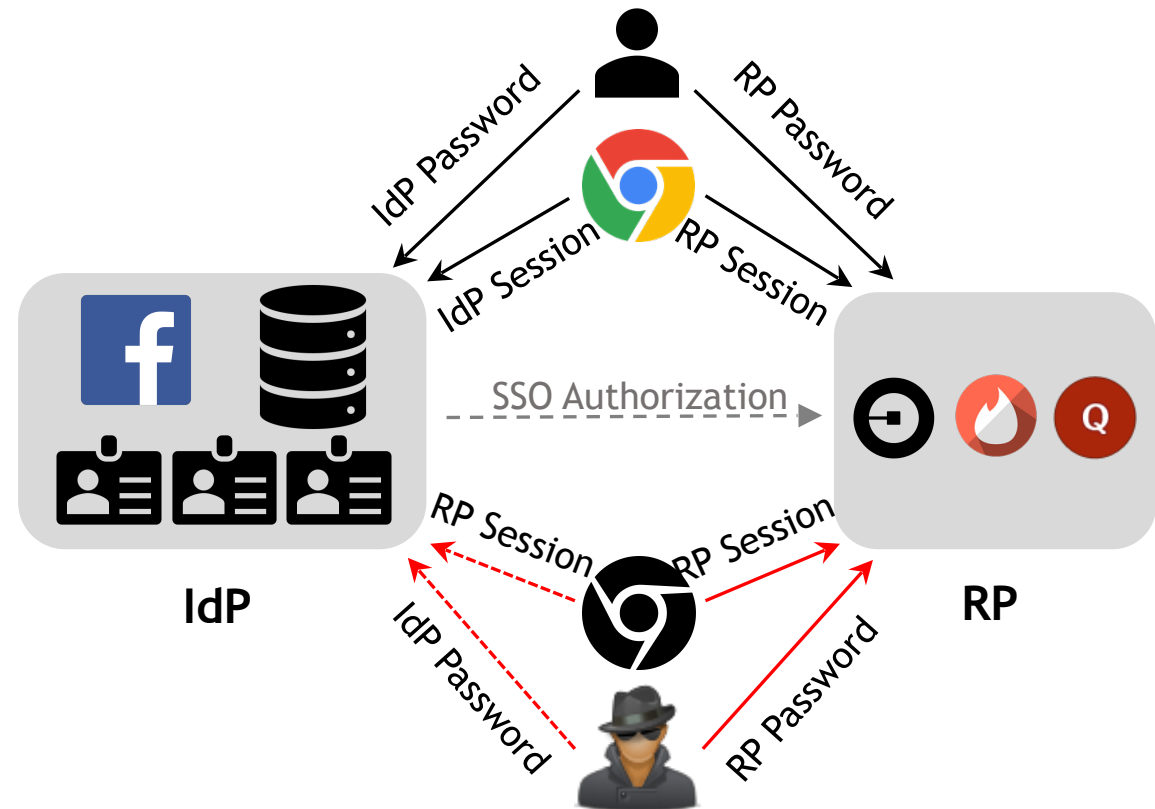 IdP Password
RP Password
IdP Session
RP Session
f
SSO Authorization
Q
RP Session
RP Session
IdP
RP
IdP Password
RP Password